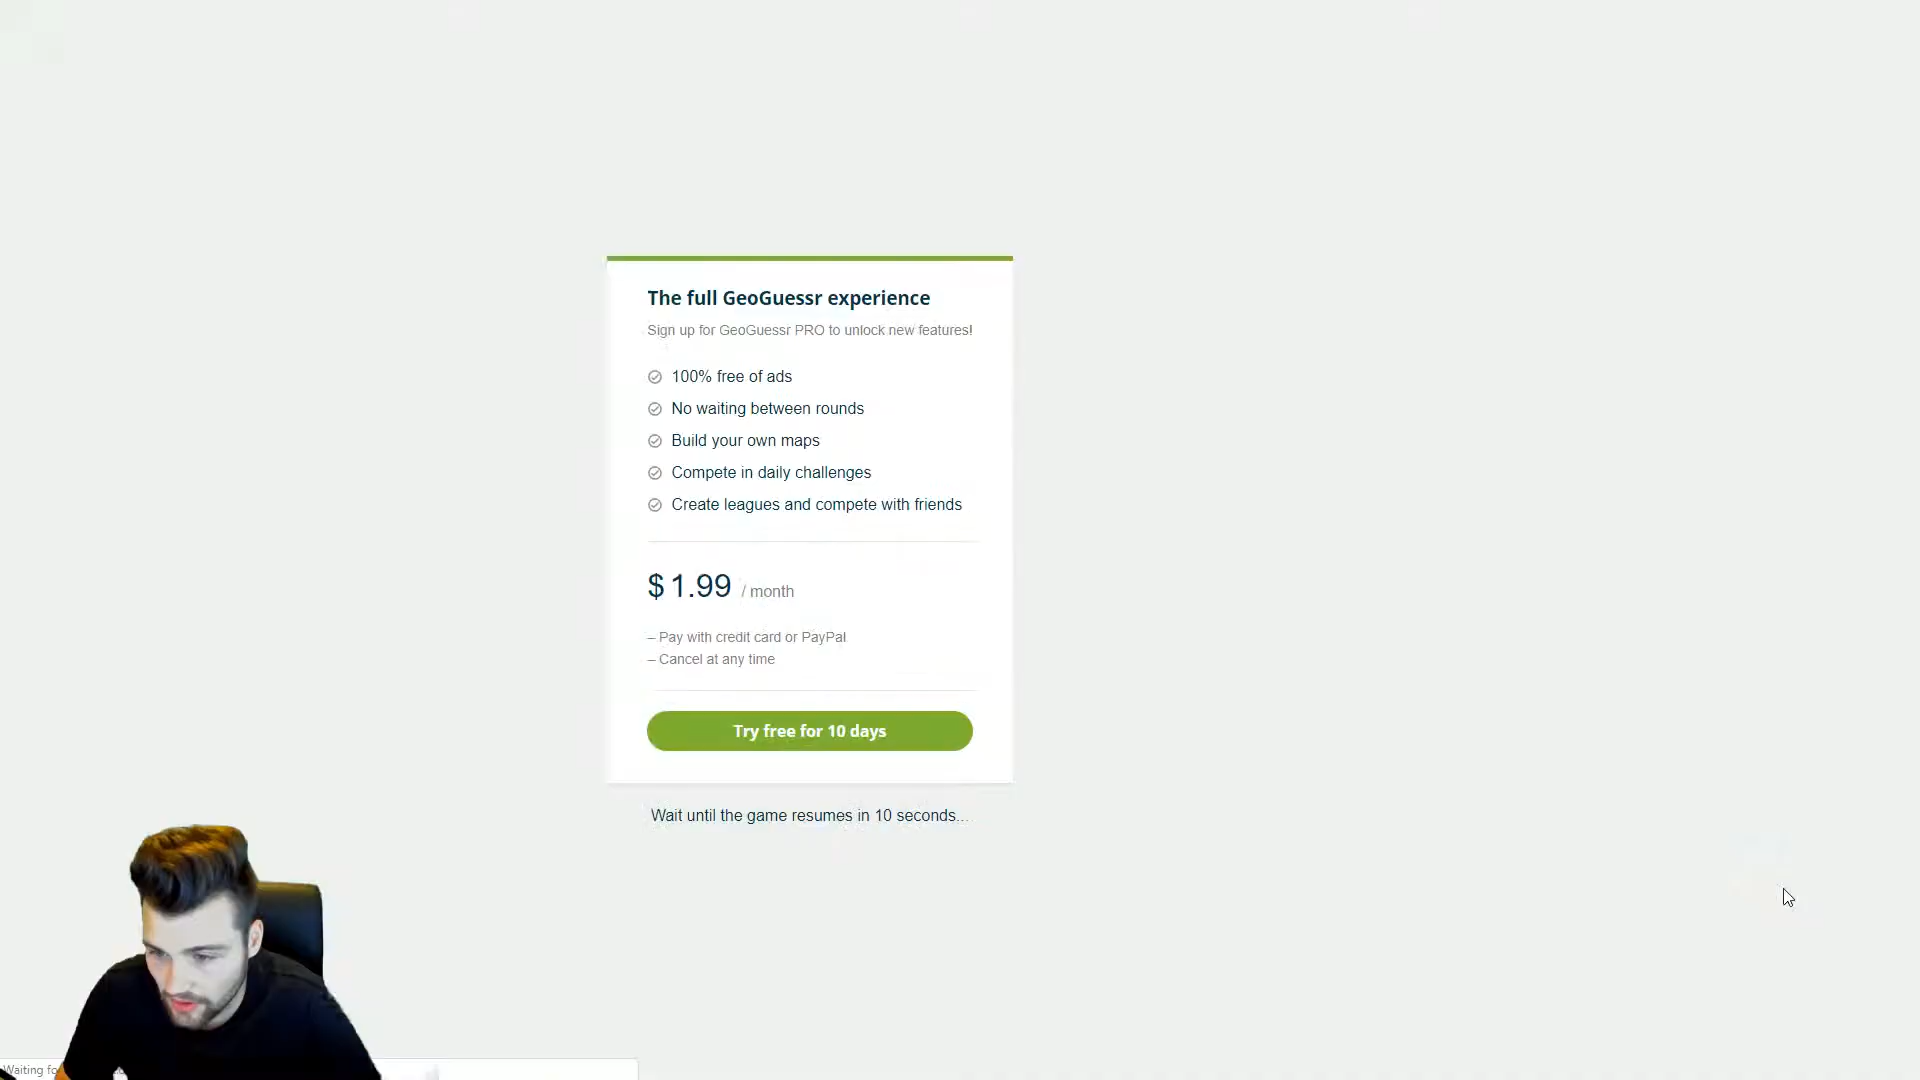 The full GeoGuessr experience
Sign up for GeoGuessr PRO to unlock new features!
100% free of ads
No waiting between rounds
Build your own maps
Compete in daily challenges
Create leagues and compete with friends
$ 1.99 / month
– Pay with credit card or PayPal
– Cancel at any time
Try free for 10 days
Wait until the game resumes in 10 seconds...
Waiting